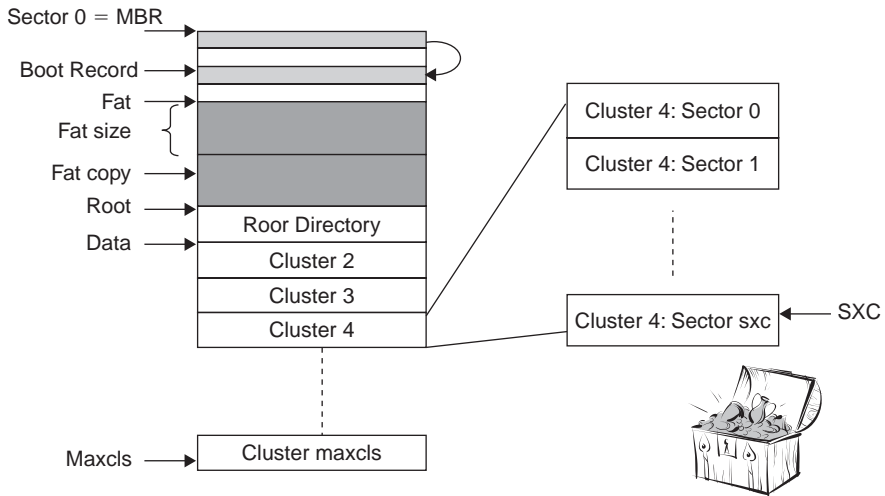 Sector 0 = MBR
Boot Record
Fat
Fat size
Fat copy
Root
Data
Maxcls
Roor Directory
Cluster 2
Cluster 3
Cluster 4
Cluster maxcls
Cluster 4: Sector 0
Cluster 4: Sector 1
Cluster 4: Sector sxc
SXC